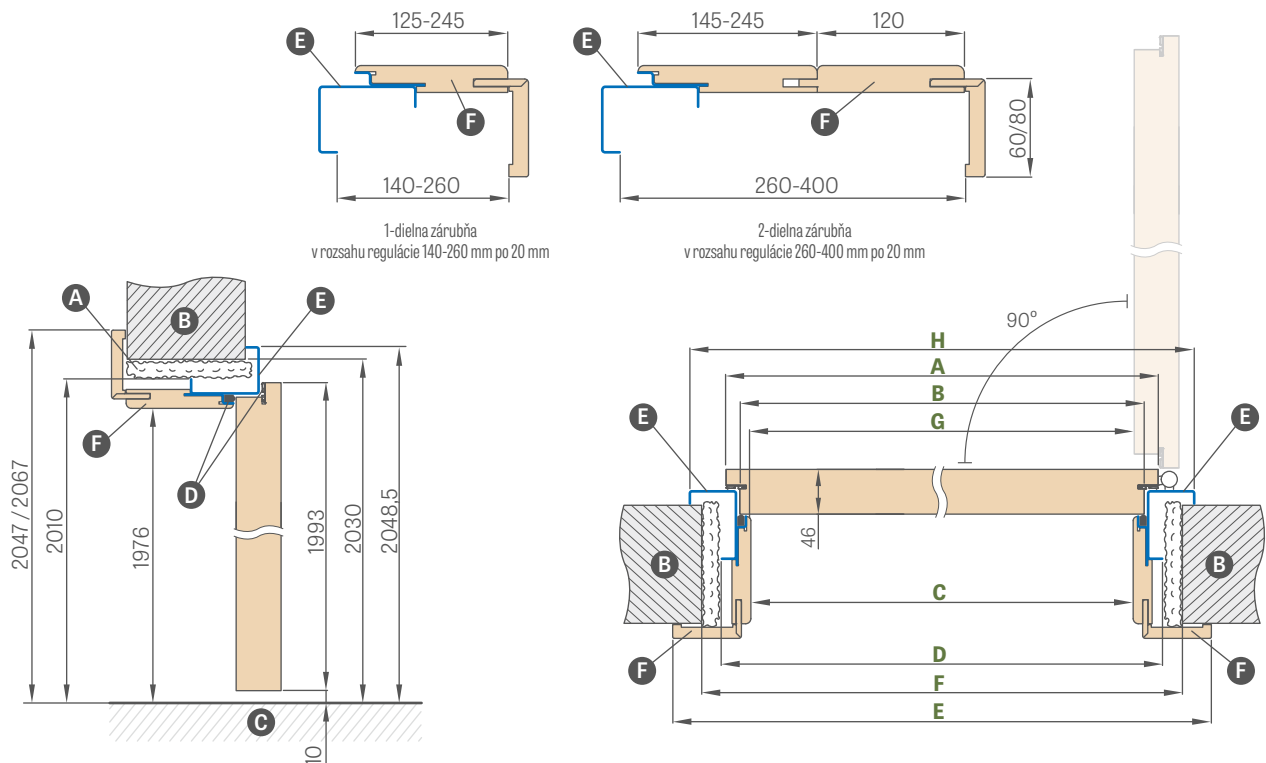 125-245
145-245
120
E
E
F
F
60/80
140-260
260-400
1-dielna zárubňa
v rozsahu regulácie 140-260 mm po 20 mm
2-dielna zárubňa
v rozsahu regulácie 260-400 mm po 20 mm
A
B
E
F
D
2047 / 2067
2010
1976
1993
2030
2048,5
C
10
90°
H
A
B
G
E
E
46
B
B
C
D
F
F
F
E